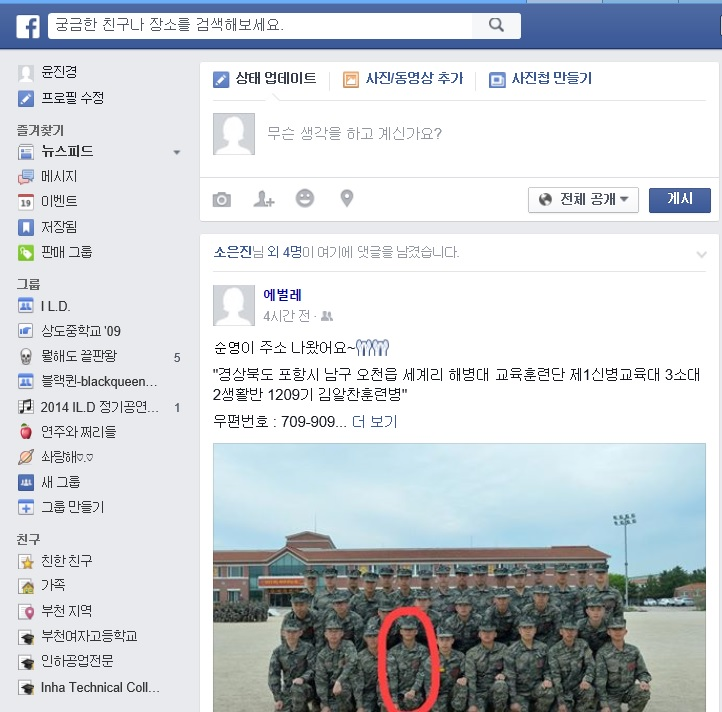 f
궁금한 친구나 장소를 검색해보세요.
윤진경
프로필 수정
즐겨찾기
뉴스피드
메시지
19 이벤트
저장됨
판매 그룹
그룹
I L.D.
상도중학교 '09
뭘해도 끝판왕 5
블랙퀸-blackqueen...
2014 IL.D 정기공연... 1
연주와 쩌리들
솨랑해♡.♡
새 그룹
그룹 만들기
친구
친한 친구
가족
부천 지역
부천여자고등학교
인하공업전문
Inha Technical Coll...
상태 업데이트 사진/동영상 추가 사진첩 만들기
무슨 생각을 하고 계신가요?
전체 공개 게시
소은진님 외 4명이 여기에 댓글을 남겼습니다.
에벌레
4시간 전 ·
순영이 주소 나왔어요~
"경상북도 포항시 남구 오천읍 세계리 해병대 교육훈련단 제1신병교육대 3소대
2생활반 1209기 김알찬훈련병"
우편번호 : 709-909... 더 보기